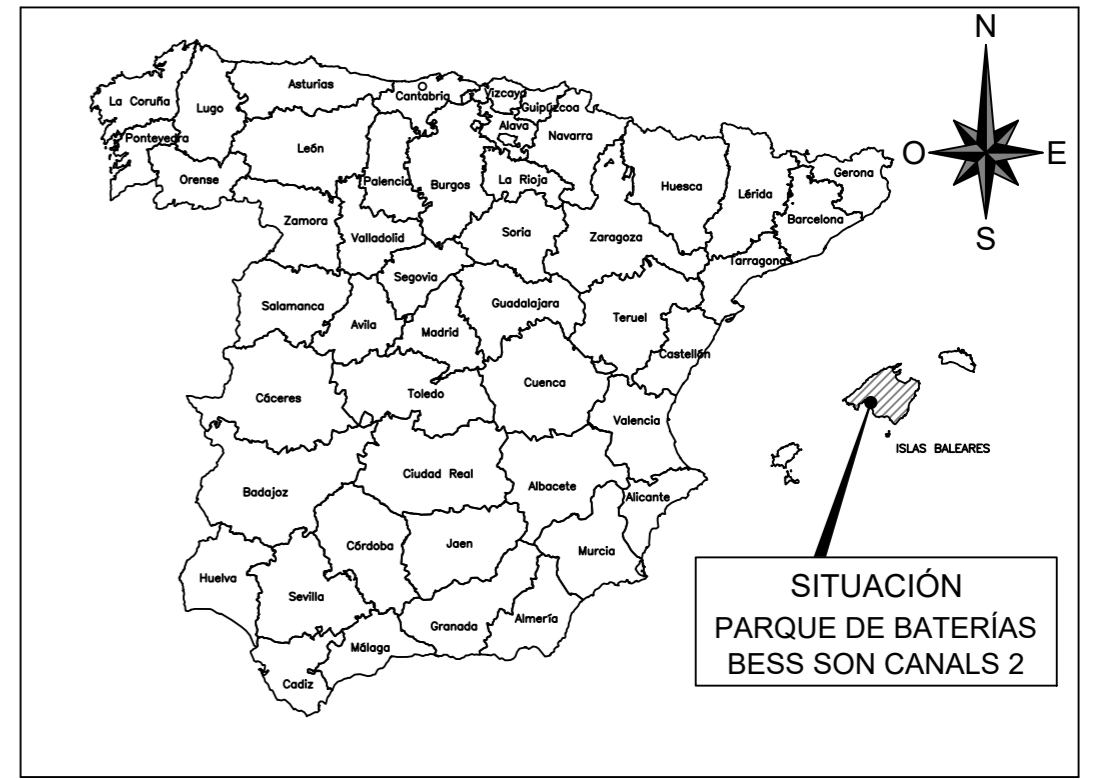 N
Asturias
Cantabria
Vizcaya
Guipúzcoa
La Coruña
Lugo
Alava
Navarra
Pontevedra
León
O
E
Orense
Palencia
Burgos
La Rioja
Huesca
Lérida
Gerona
Zamora
Valladolid
Soria
Zaragoza
Barcelona
S
Segovia
Tarragona
Salamanca
Avila
Madrid
Guadalajara
Teruel
Castellón
Cáceres
Toledo
Cuenca
Valencia
ISLAS BALEARES
Badajoz
Ciudad Real
Albacete
Alicante
Córdoba
Jaen
Murcia
Huelva
Sevilla
Granada
Almería
Málaga
Cadiz
SITUACIÓN
PARQUE DE BATERÍAS
BESS SON CANALS 2